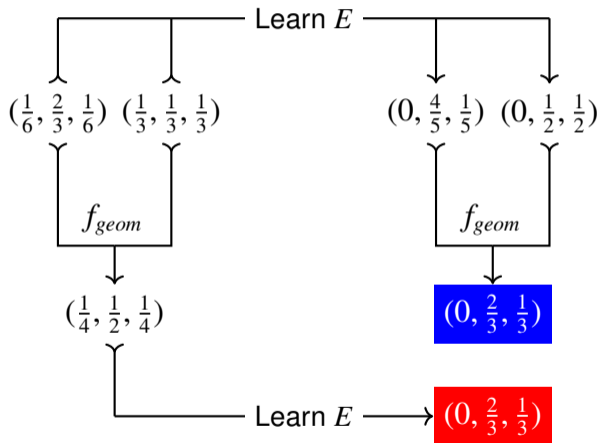 Learn E
(1/6, 2/3, 1/6) (1/3, 1/3, 1/3) (0, 4/5, 1/5) (0, 1/2, 1/2)
f_geom f_geom
(1/4, 1/2, 1/4) (0, 2/3, 1/3)
Learn E (0, 2/3, 1/3)